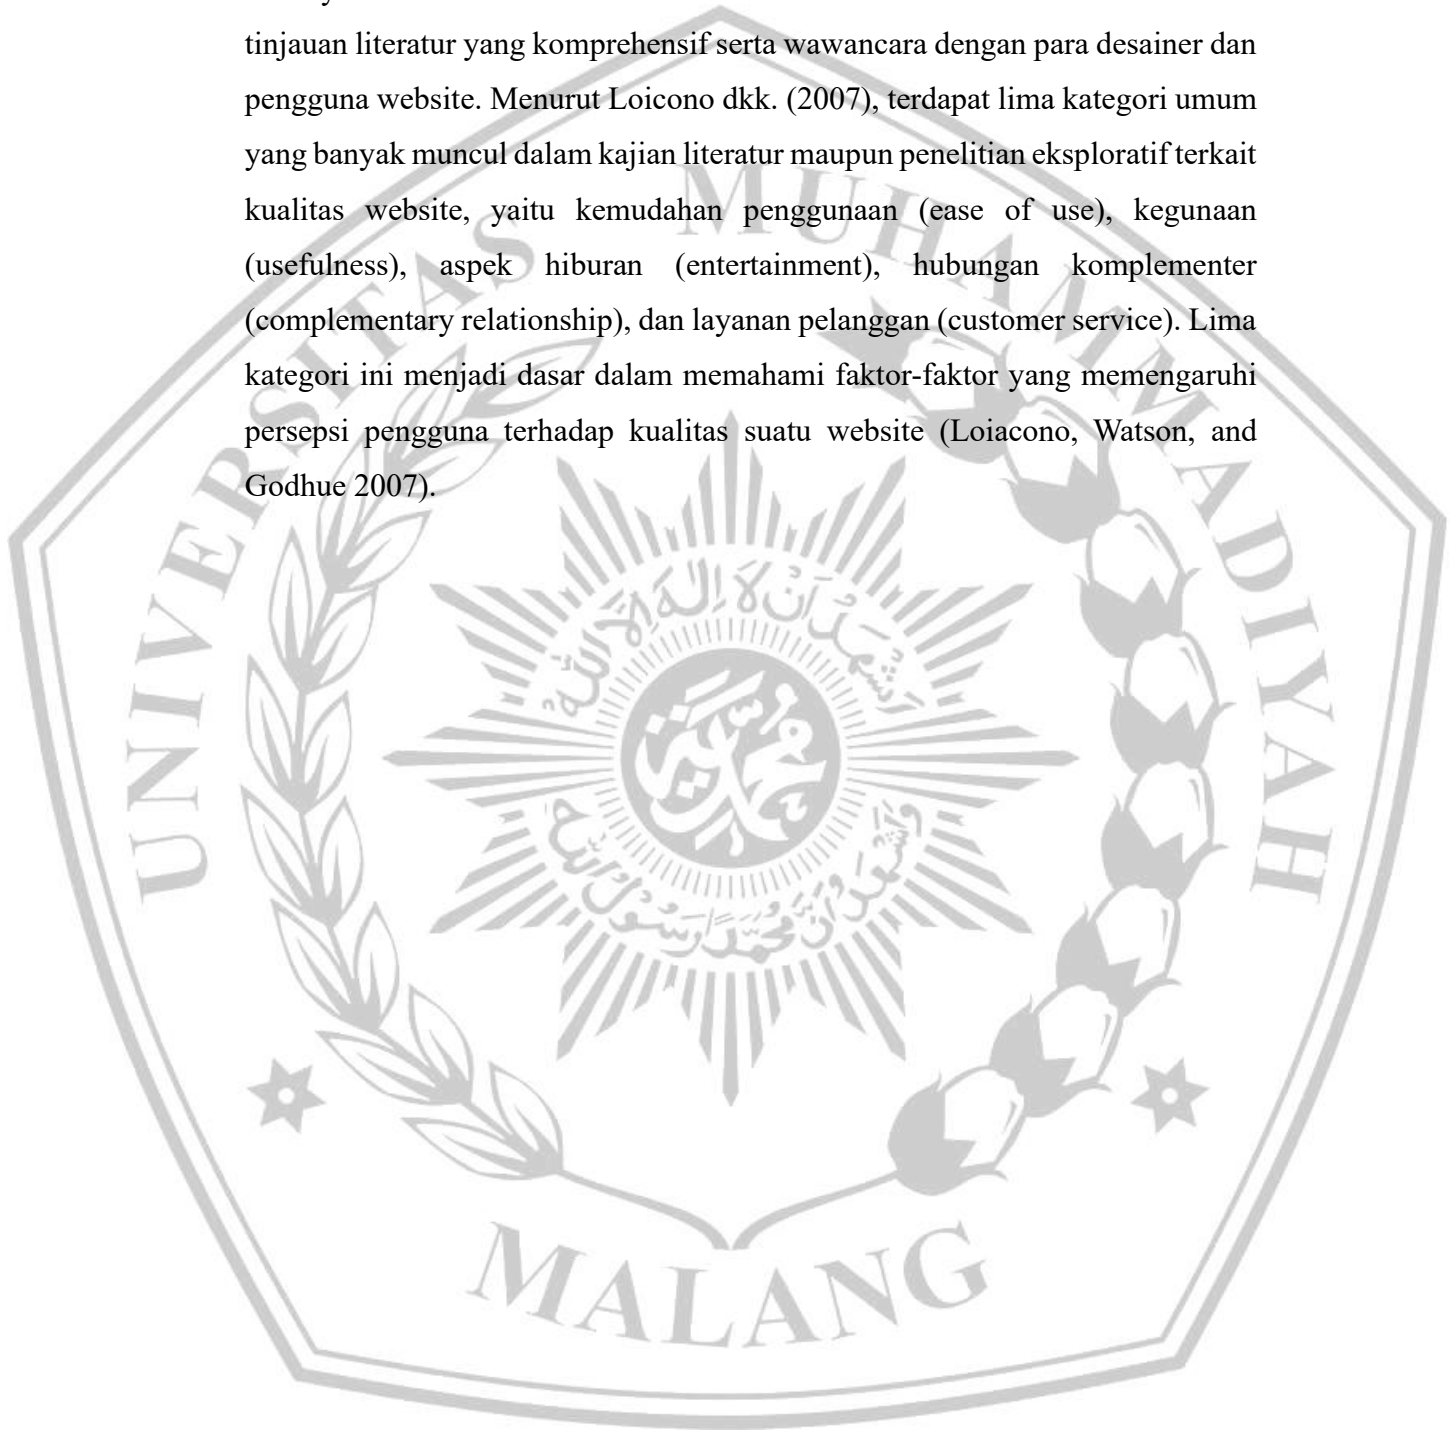 tinjauan literatur yang komprehensif serta wawancara dengan para desainer dan
pengguna website. Menurut Loicono dkk. (2007), terdapat lima kategori umum
yang banyak muncul dalam kajian literatur maupun penelitian eksploratif terkait
kualitas website, yaitu kemudahan penggunaan (ease of use), kegunaan
(usefulness), aspek hiburan (entertainment), hubungan komplementer
(complementary relationship), dan layanan pelanggan (customer service). Lima
kategori ini menjadi dasar dalam memahami faktor-faktor yang memengaruhi
persepsi pengguna terhadap kualitas suatu website (Loiacono, Watson, and
Godhue 2007).
UNIVERSITAS MUHAMMADIYAH
MALANG